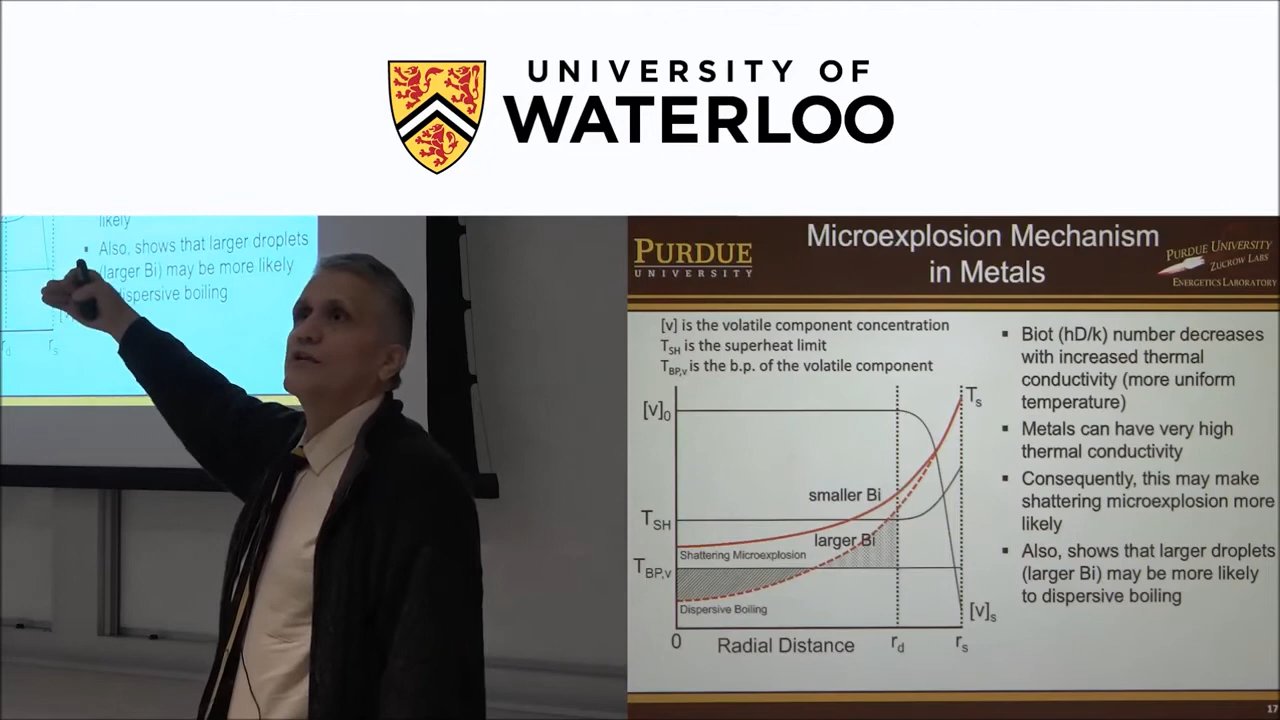 UNIVERSITY OF
WATERLOO
likely
▪ Also, shows that larger droplets
(larger Bi) may be more likely
dispersive boiling
r_d
r_s
PURDUE
UNIVERSITY
Microexplosion Mechanism
in Metals
PURDUE UNIVERSITY
ZUCROW LABS
ENERGETICS LABORATORY
[v] is the volatile component concentration
T_SH is the superheat limit
T_BP,v is the b.p. of the volatile component
[v]₀
T_s
smaller Bi
T_SH
larger Bi
Shattering Microexplosion
T_BP,v
Dispersive Boiling
[v]_s
0
Radial Distance
r_d
r_s
▪ Biot (hD/k) number decreases
with increased thermal
conductivity (more uniform
temperature)
▪ Metals can have very high
thermal conductivity
▪ Consequently, this may make
shattering microexplosion more
likely
▪ Also, shows that larger droplets
(larger Bi) may be more likely
to dispersive boiling
17